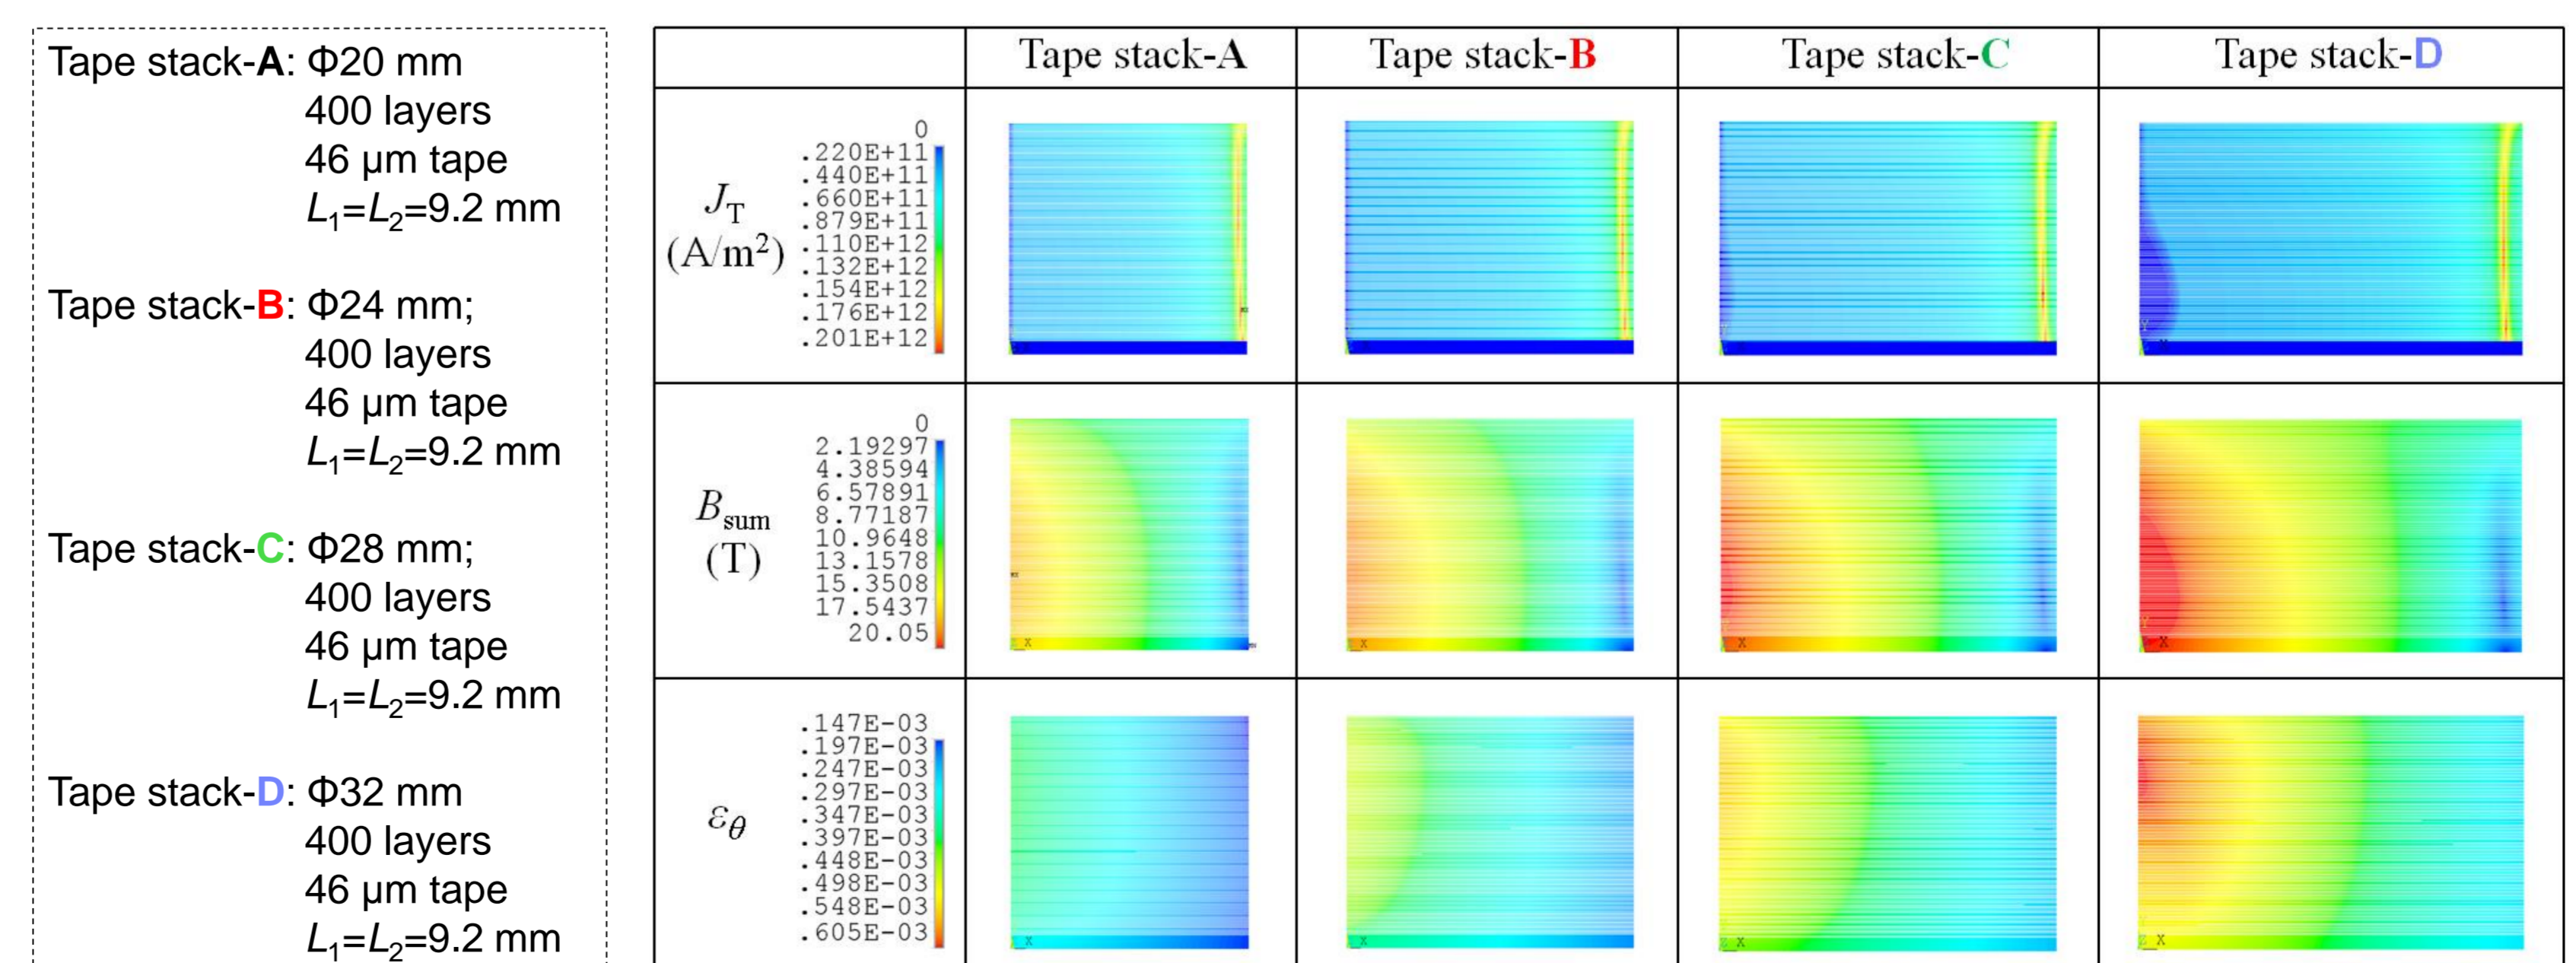 Tape stack-A: Φ20 mm
400 layers
46 μm tape
L₁=L₂=9.2 mm
Tape stack-B: Φ24 mm;
400 layers
46 μm tape
L₁=L₂=9.2 mm
Tape stack-C: Φ28 mm;
400 layers
46 μm tape
L₁=L₂=9.2 mm
Tape stack-D: Φ32 mm
400 layers
46 μm tape
L₁=L₂=9.2 mm
Tape stack-A Tape stack-B Tape stack-C Tape stack-D
J_T
(A/m²)
0
.220E+11
.440E+11
.660E+11
.879E+11
.110E+12
.132E+12
.154E+12
.176E+12
.201E+12
B_sum
(T)
0
2.19297
4.38594
6.57891
8.77187
10.9648
13.1578
15.3508
17.5437
20.05
ε_θ
.147E-03
.197E-03
.247E-03
.297E-03
.347E-03
.397E-03
.448E-03
.498E-03
.548E-03
.605E-03